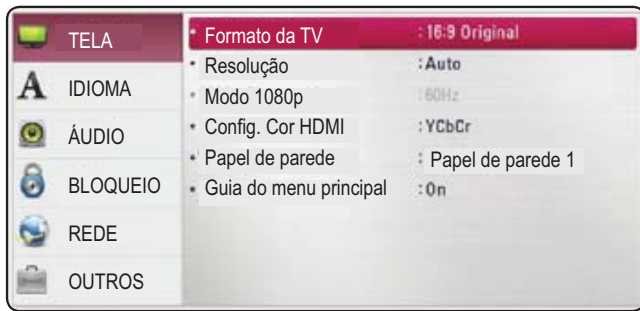 TELA
IDIOMA
ÁUDIO
BLOQUEIO
REDE
OUTROS
• Formato da TV : 16:9 Original
• Resolução : Auto
• Modo 1080p : 60Hz
• Config. Cor HDMI : YCbCr
• Papel de parede : Papel de parede 1
• Guia do menu principal : On